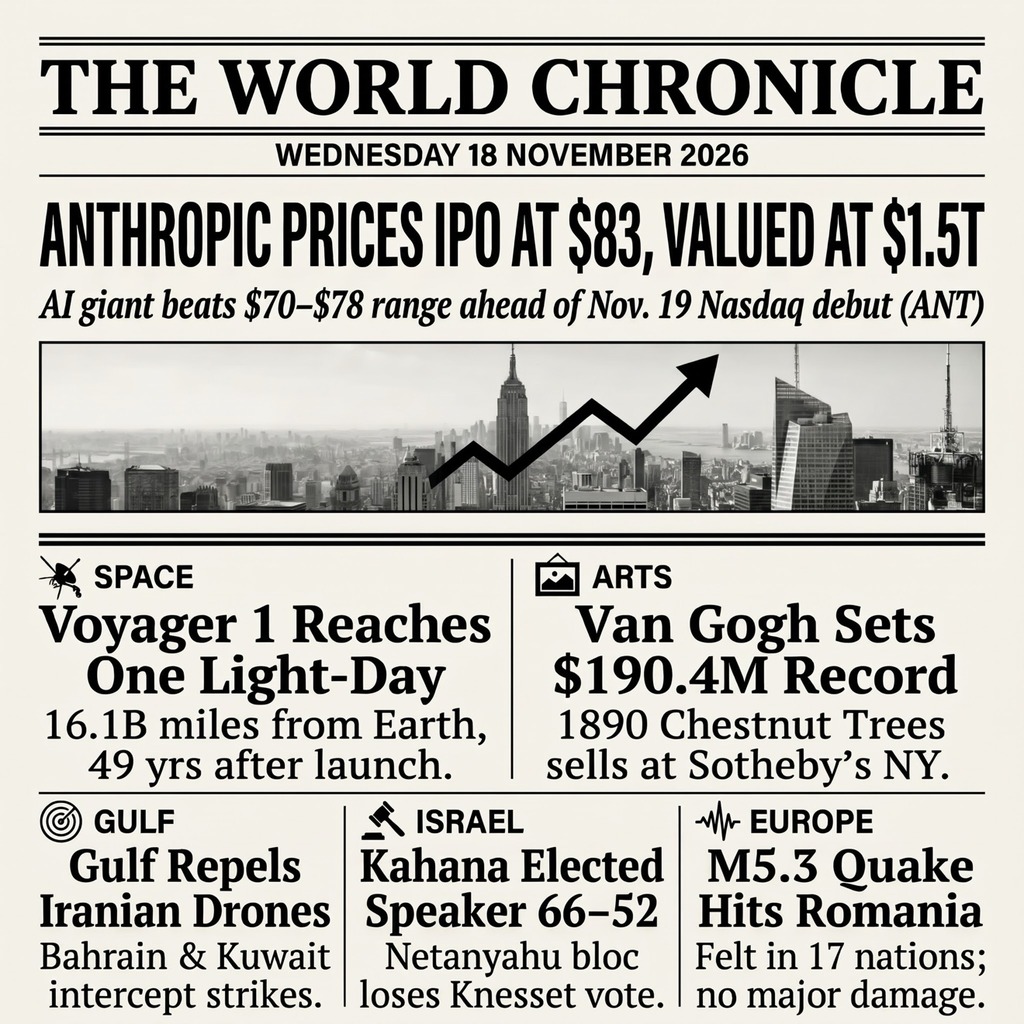 THE WORLD CHRONICLE
WEDNESDAY 18 NOVEMBER 2026
ANTHROPIC PRICES IPO AT $83, VALUED AT $1.5T
AI giant beats $70–$78 range ahead of Nov. 19 Nasdaq debut (ANT)
SPACE
Voyager 1 Reaches
One Light-Day
16.1B miles from Earth,
49 yrs after launch.
ARTS
Van Gogh Sets
$190.4M Record
1890 Chestnut Trees
sells at Sotheby’s NY.
GULF
Gulf Repels
Iranian Drones
Bahrain & Kuwait
intercept strikes.
ISRAEL
Kahana Elected
Speaker 66–52
Netanyahu bloc
loses Knesset vote.
EUROPE
M5.3 Quake
Hits Romania
Felt in 17 nations;
no major damage.